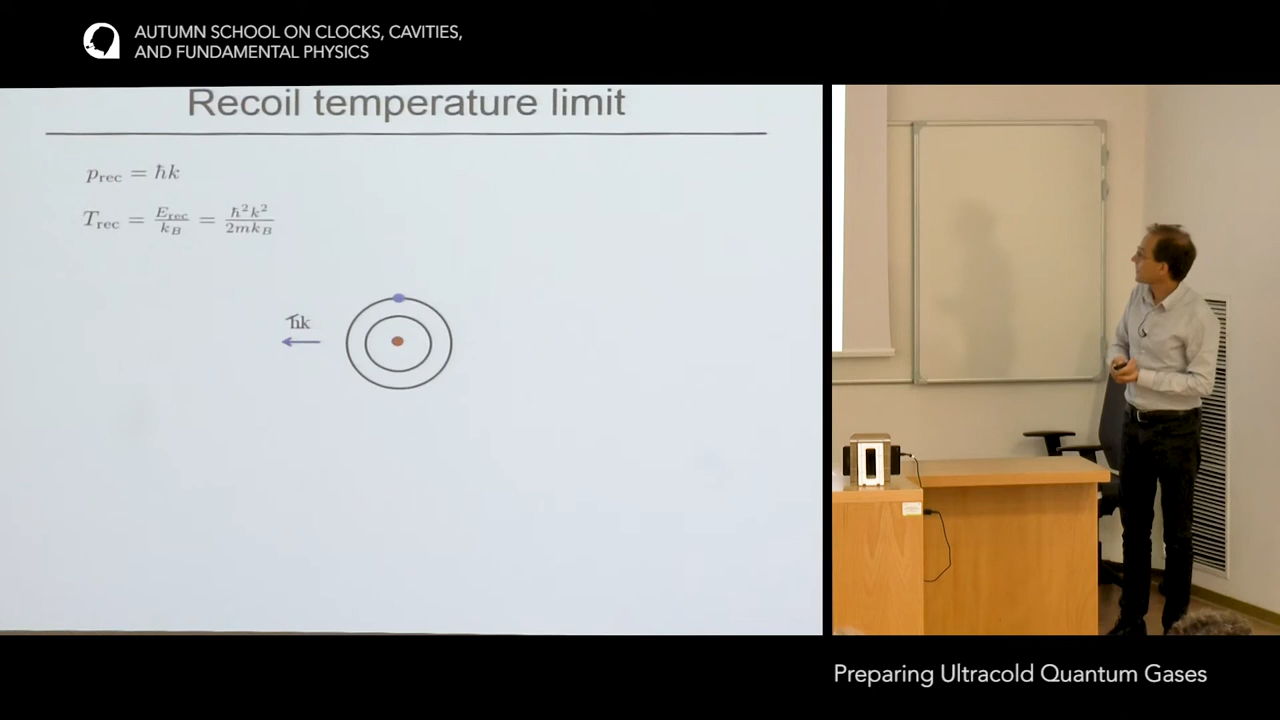 AUTUMN SCHOOL ON CLOCKS, CAVITIES,
AND FUNDAMENTAL PHYSICS
Recoil temperature limit
p_rec = ħk
T_rec = E_rec/k_B = ħ²k²/2mk_B
ħk
Preparing Ultracold Quantum Gases